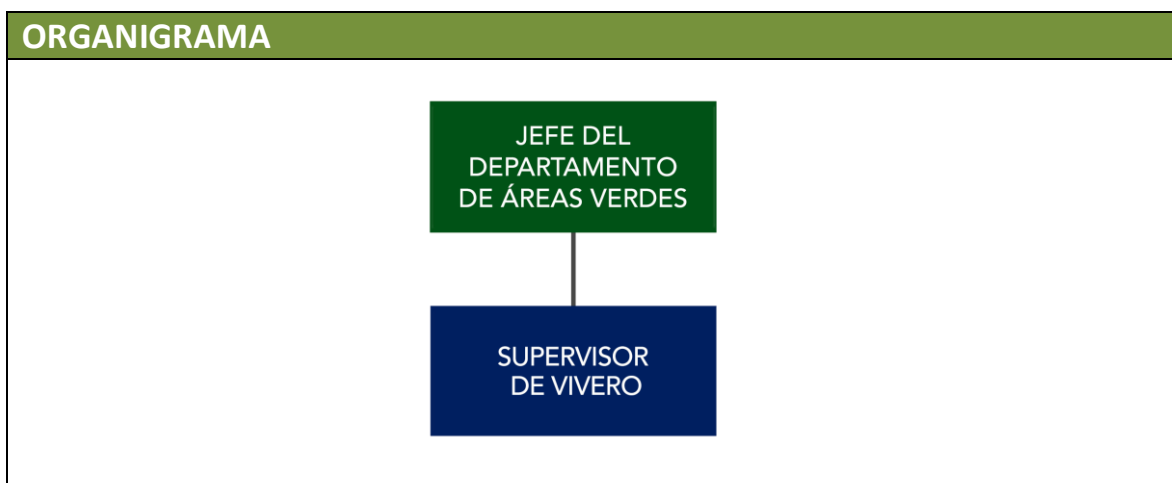 ORGANIGRAMA
JEFE DEL
DEPARTAMENTO
DE ÁREAS VERDES
SUPERVISOR
DE VIVERO